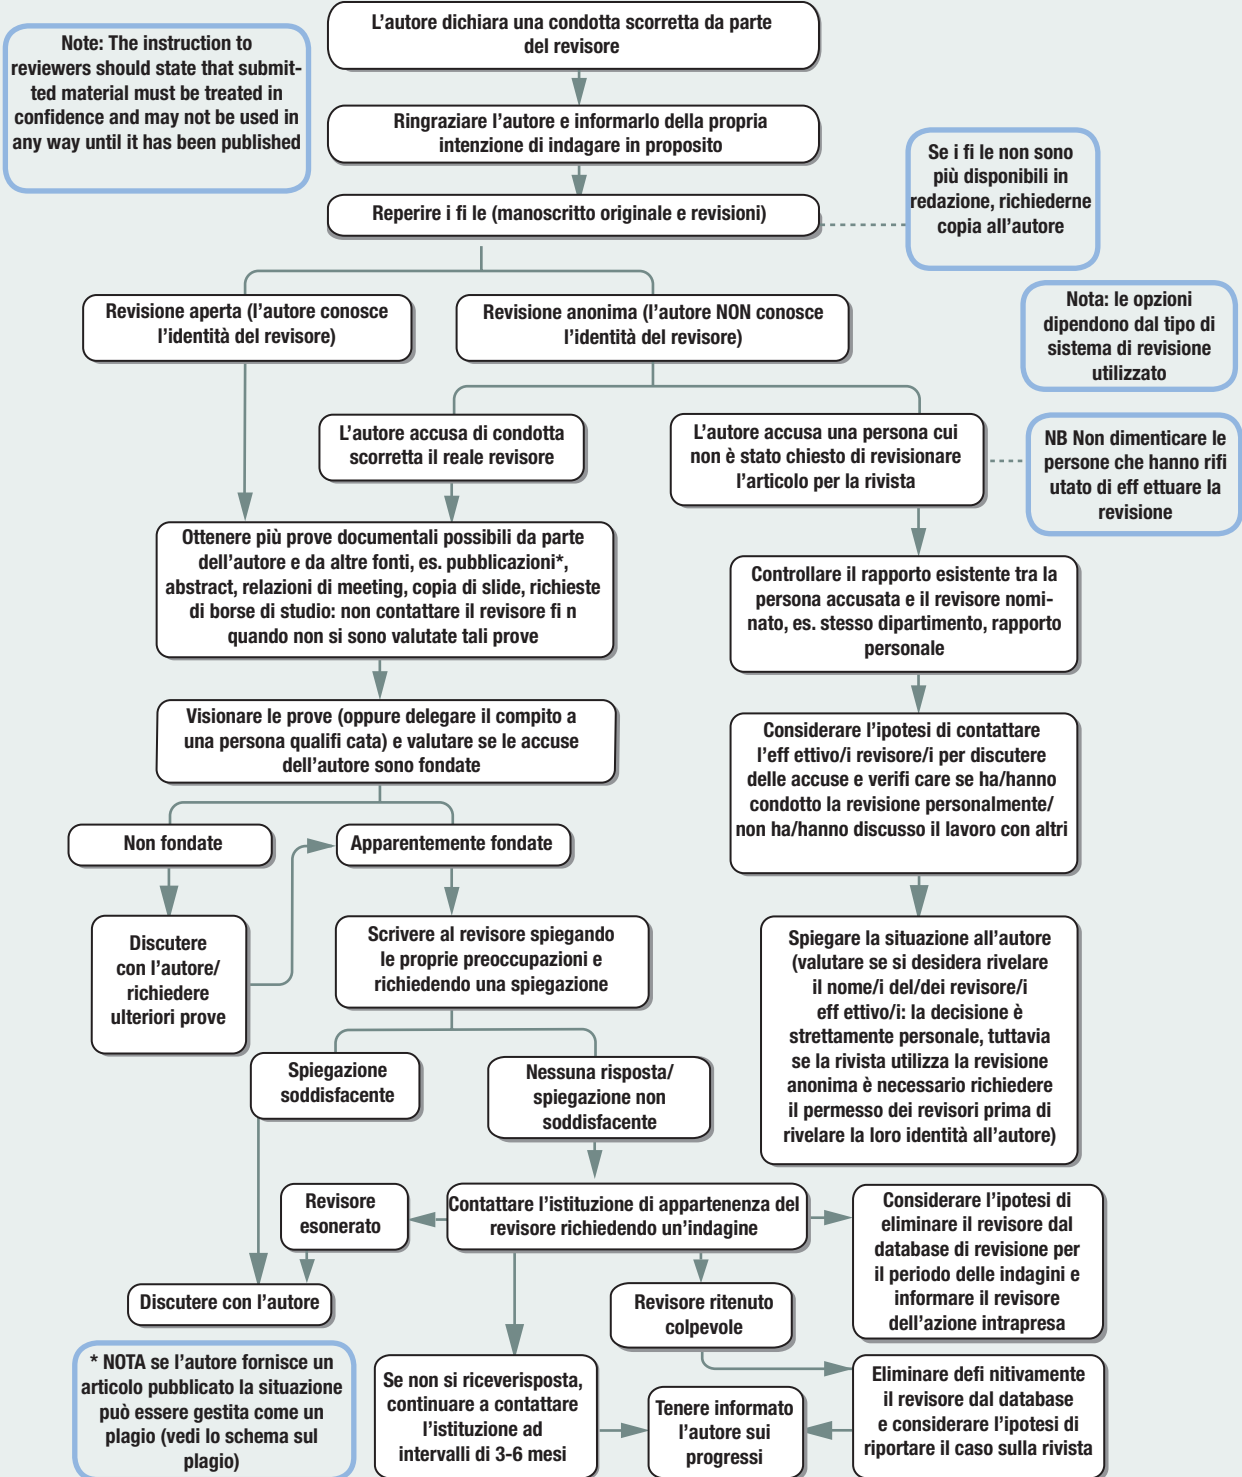 L'autore dichiara una condotta scorretta da parte
del revisore
Note: The instruction to
reviewers should state that submit-
ted material must be treated in
confidence and may not be used in
any way until it has been published
Ringraziare l'autore e informarlo della propria
intenzione di indagare in proposito
Se i fi le non sono
più disponibili in
redazione, richiederne
copia all'autore
Reperire i fi le (manoscritto originale e revisioni)
Revisione aperta (l'autore conosce
l'identità del revisore)
Revisione anonima (l'autore NON conosce
l'identità del revisore)
Nota: le opzioni
dipendono dal tipo di
sistema di revisione
utilizzato
L'autore accusa di condotta
scorretta il reale revisore
L'autore accusa una persona cui
non è stato chiesto di revisionare
l'articolo per la rivista
NB Non dimenticare le
persone che hanno rifi
utato di eff ettuare la
revisione
Ottenere più prove documentali possibili da parte
dell'autore e da altre fonti, es. pubblicazioni*,
abstract, relazioni di meeting, copia di slide, richieste
di borse di studio: non contattare il revisore fi n
quando non si sono valutate tali prove
Controllare il rapporto esistente tra la
persona accusata e il revisore nomi-
nato, es. stesso dipartimento, rapporto
personale
Visionare le prove (oppure delegare il compito a
una persona qualifi cata) e valutare se le accuse
dell'autore sono fondate
Considerare l'ipotesi di contattare
l'eff ettivo/i revisore/i per discutere
delle accuse e verifi care se ha/hanno
condotto la revisione personalmente/
non ha/hanno discusso il lavoro con altri
Non fondate
Apparentemente fondate
Discutere
con l'autore/
richiedere
ulteriori prove
Scrivere al revisore spiegando
le proprie preoccupazioni e
richiedendo una spiegazione
Spiegare la situazione all'autore
(valutare se si desidera rivelare
il nome/i del/dei revisore/i
eff ettivo/i: la decisione è
strettamente personale, tuttavia
se la rivista utilizza la revisione
anonima è necessario richiedere
il permesso dei revisori prima di
rivelare la loro identità all'autore)
Spiegazione
soddisfacente
Nessuna risposta/
spiegazione non
soddisfacente
Revisore
esonerato
Contattare l'istituzione di appartenenza del
revisore richiedendo un'indagine
Considerare l'ipotesi di
eliminare il revisore dal
database di revisione per
il periodo delle indagini e
informare il revisore
dell'azione intrapresa
Discutere con l'autore
Revisore ritenuto
colpevole
* NOTA se l'autore fornisce un
articolo pubblicato la situazione
può essere gestita come un
plagio (vedi lo schema sul
plagio)
Se non si riceverisposta,
continuare a contattare
l'istituzione ad
intervalli di 3-6 mesi
Tenere informato
l'autore sui
progressi
Eliminare defi nitivamente
il revisore dal database
e considerare l'ipotesi di
riportare il caso sulla rivista